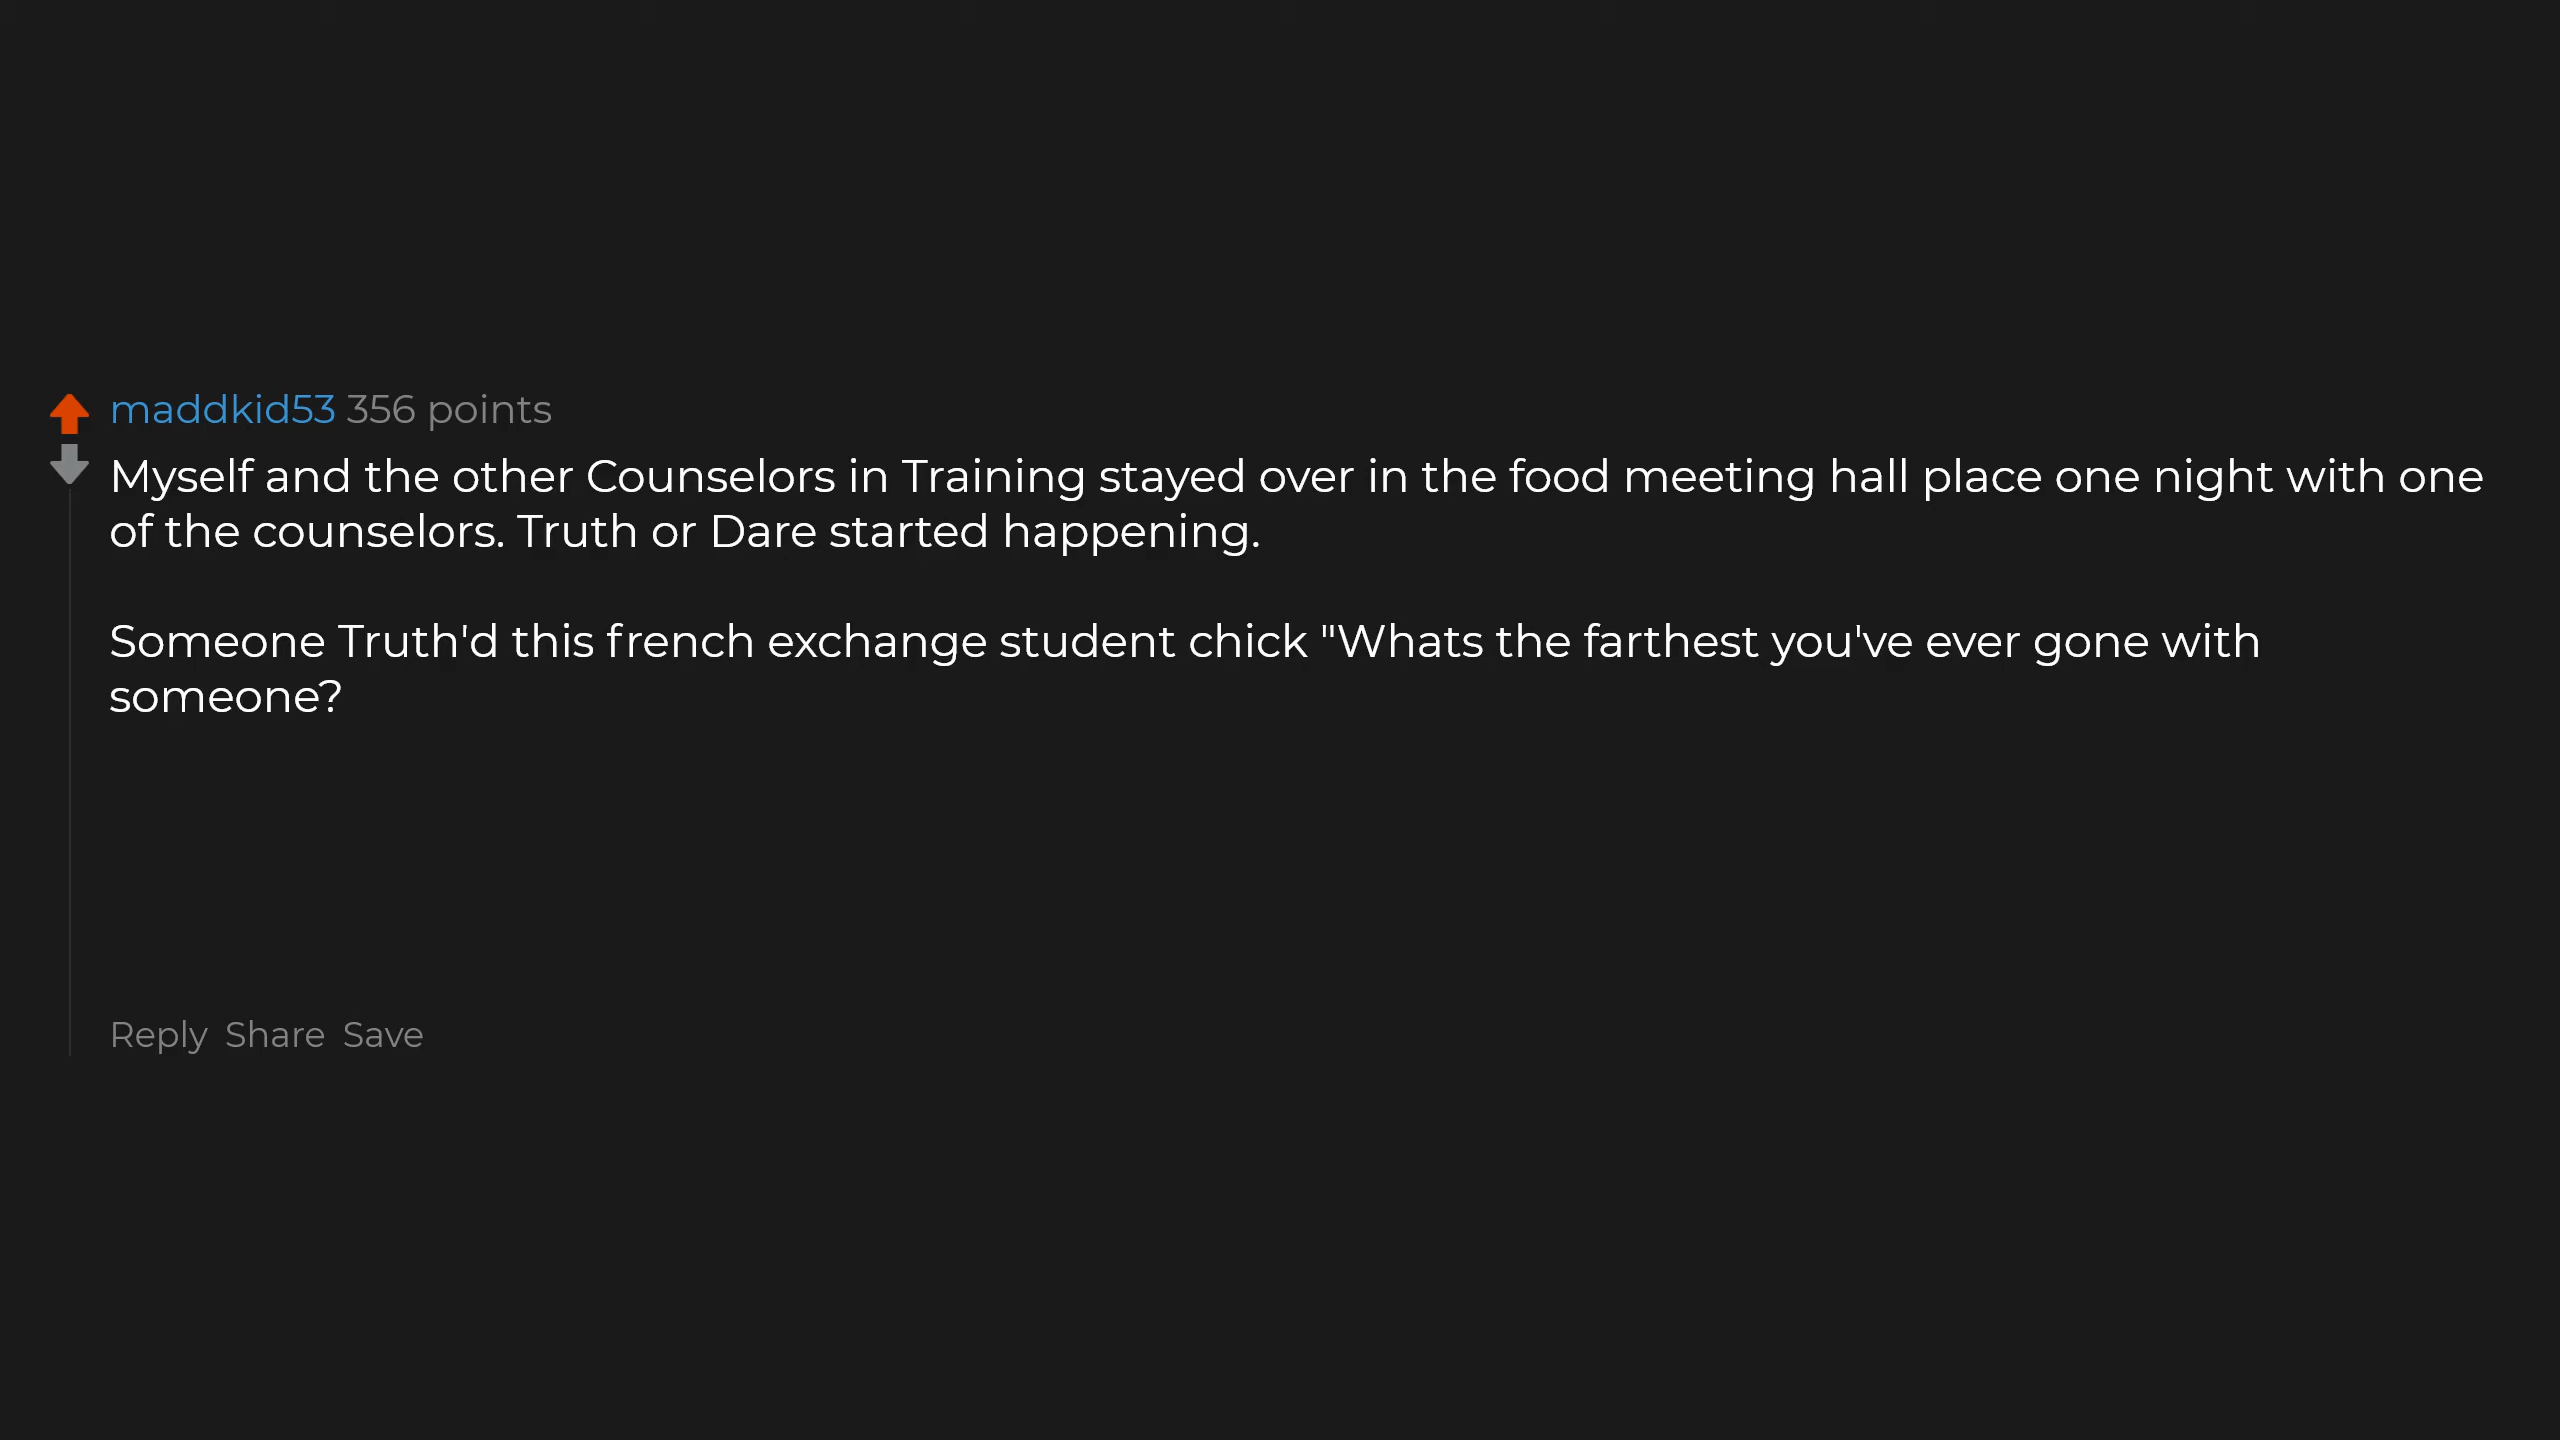 maddkid53 356 points
Myself and the other Counselors in Training stayed over in the food meeting hall place one night with one
of the counselors. Truth or Dare started happening.
Someone Truth'd this french exchange student chick "Whats the farthest you've ever gone with
someone?
Reply Share Save